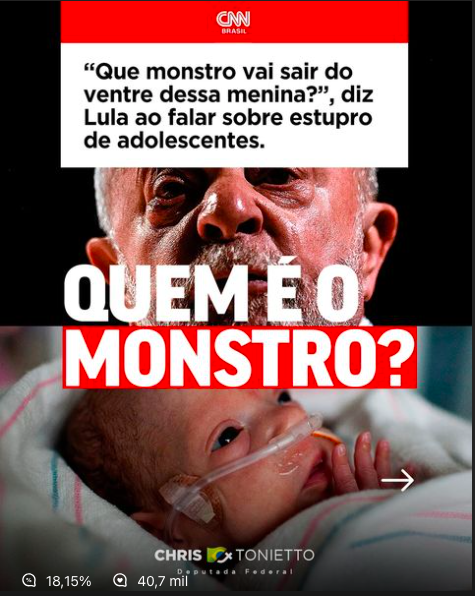 CNN
BRASIL
“Que monstro vai sair do
ventre dessa menina?”, diz
Lula ao falar sobre estupro
de adolescentes.
QUEM É O
MONSTRO?
CHRIS TONIETTO
Deputada Federal
18,15% 40,7 mil